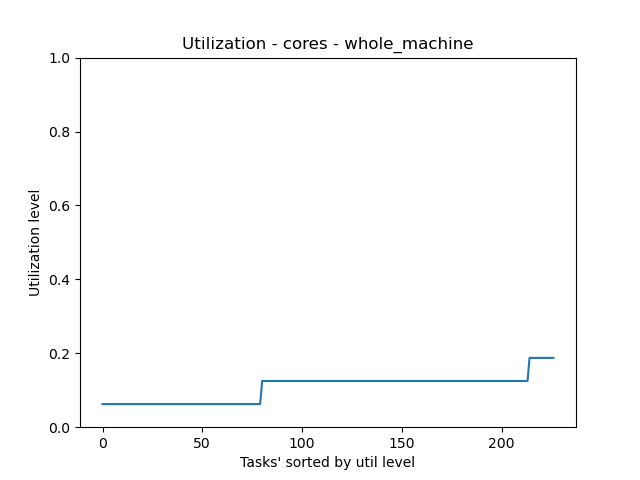 Utilization - cores - whole_machine
1.0
0.8
0.6
0.4
0.2
0.0
Utilization level
0 50 100 150 200
Tasks' sorted by util level